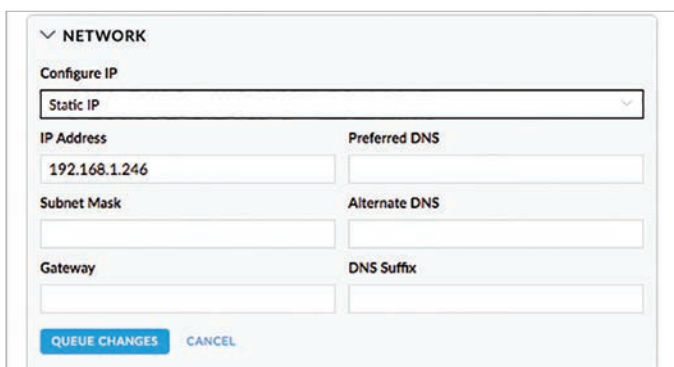 NETWORK
Configure IP
Static IP
IP Address
Preferred DNS
192.168.1.246
Subnet Mask
Alternate DNS
Gateway
DNS Suffix
QUEUE CHANGES
CANCEL